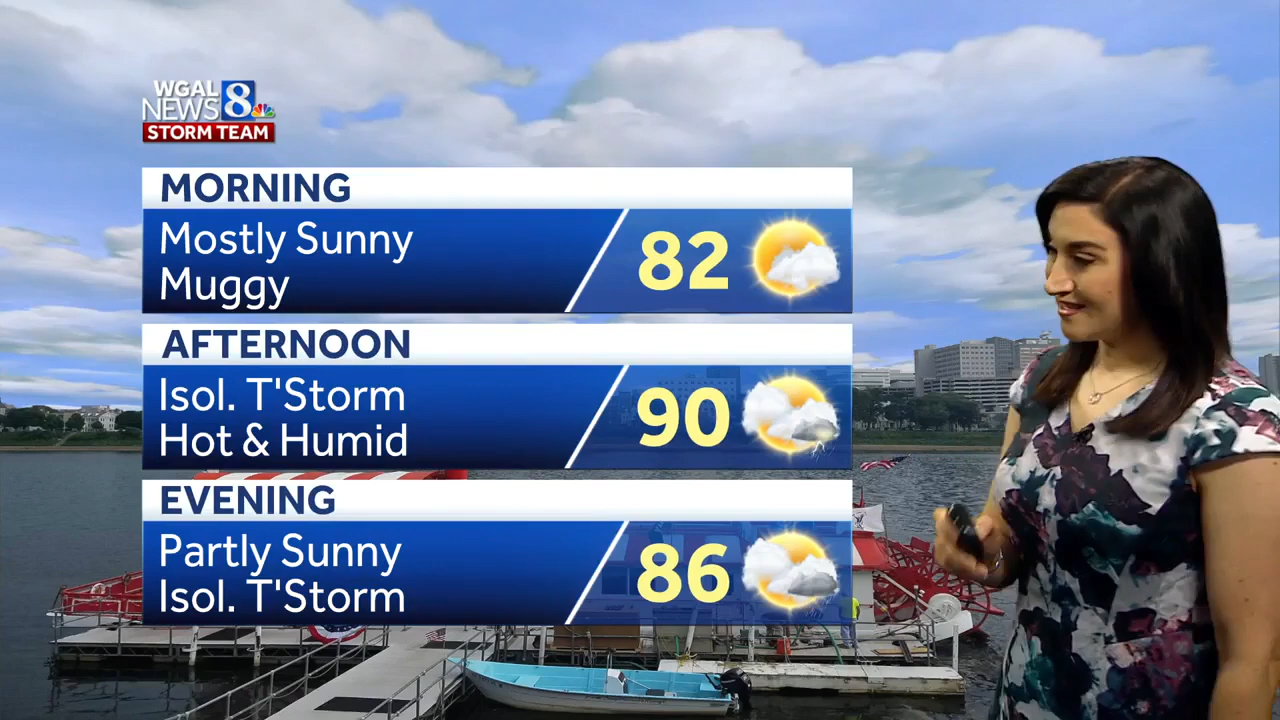 WGAL
NEWS 8
STORM TEAM
MORNING
Mostly Sunny
Muggy
82
AFTERNOON
Isol. T'Storm
Hot & Humid
90
EVENING
Partly Sunny
Isol. T'Storm
86